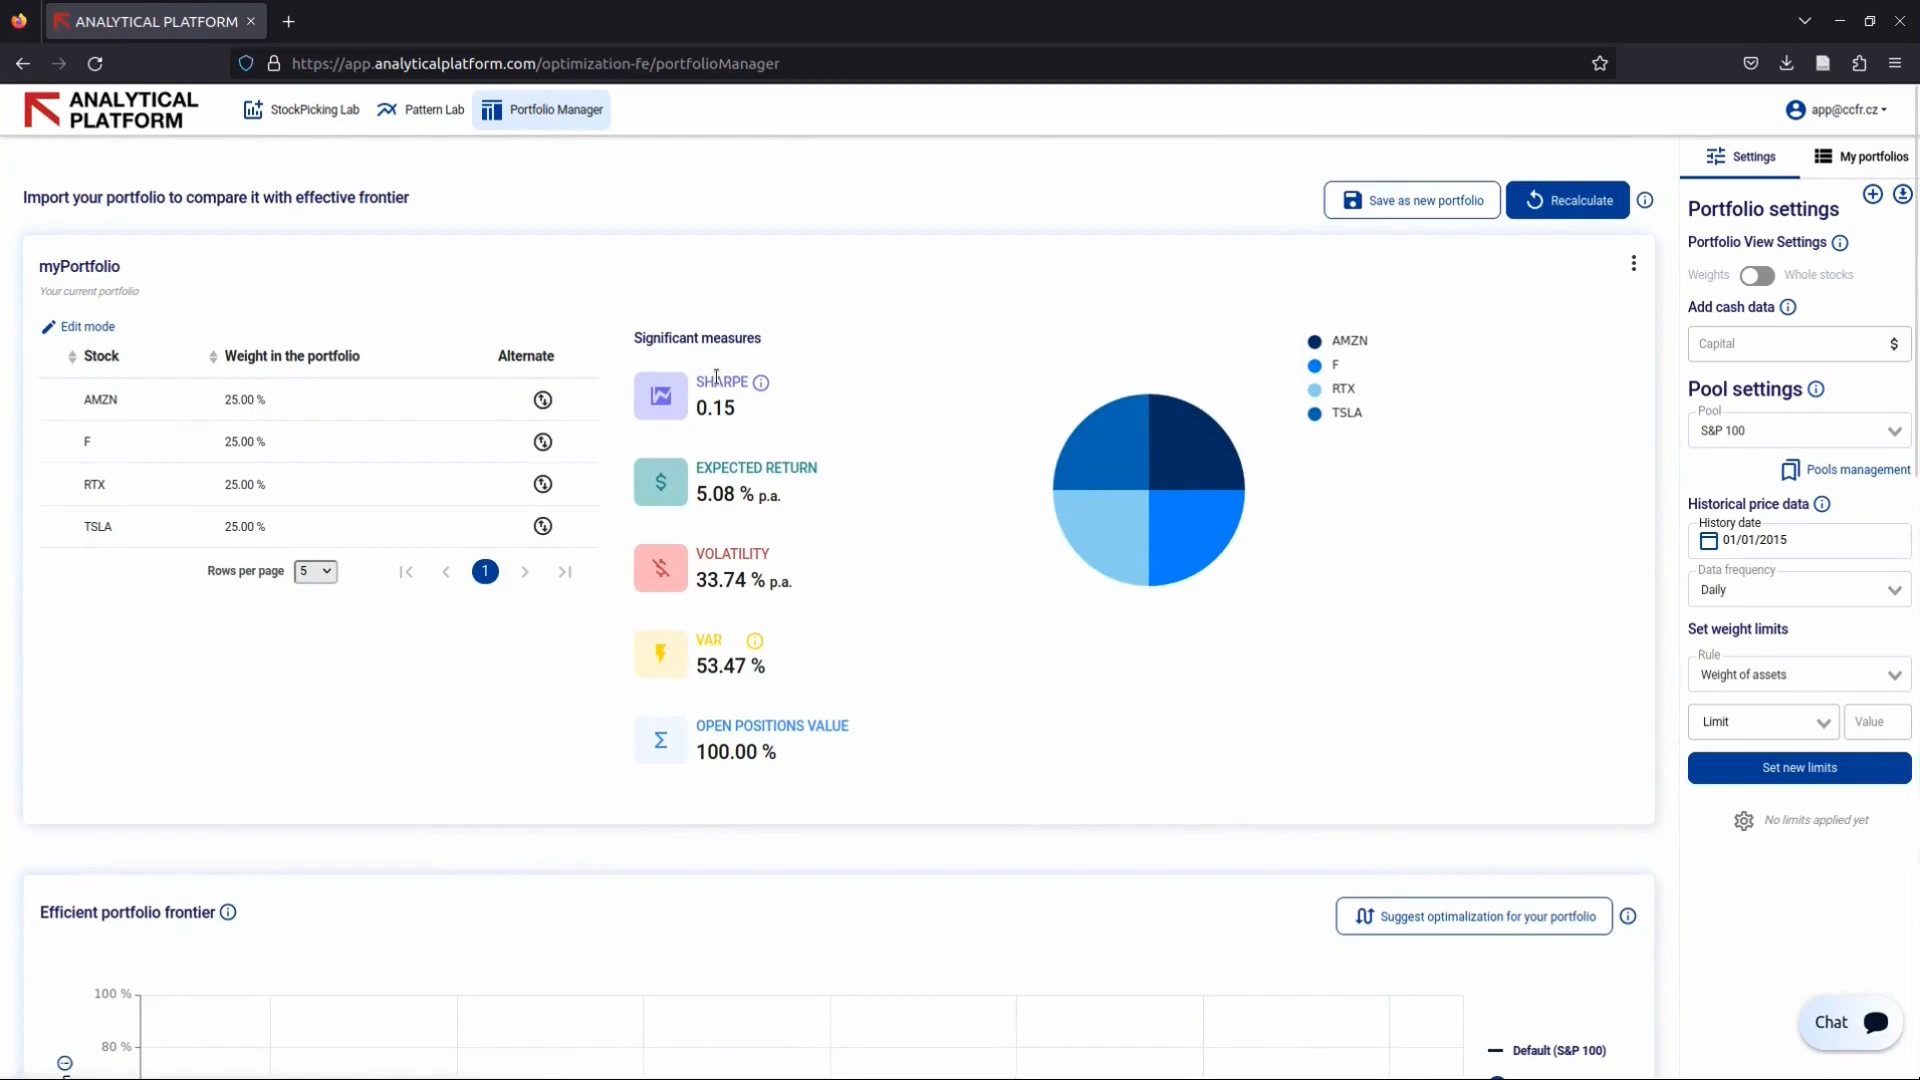 ANALYTICAL PLATFORM
https://app.analyticalplatform.com/optimization-fe/portfolioManager
ANALYTICAL
PLATFORM
StockPicking Lab
Pattern Lab
Portfolio Manager
app@ccfr.cz
Settings
My portfolios
Import your portfolio to compare it with effective frontier
Save as new portfolio
Recalculate
myPortfolio
Your current portfolio
Edit mode
Stock Weight in the portfolio Alternate
AMZN 25.00 %
F 25.00 %
RTX 25.00 %
TSLA 25.00 %
Rows per page 5 1
Significant measures
SHARPE
0.15
EXPECTED RETURN
5.08 % p.a.
VOLATILITY
33.74 % p.a.
VAR
53.47 %
OPEN POSITIONS VALUE
100.00 %
AMZN
F
RTX
TSLA
Portfolio settings
Portfolio View Settings
Weights Whole stocks
Add cash data
Capital $
Pool settings
Pool
S&P 100
Pools management
Historical price data
History date
01/01/2015
Data frequency
Daily
Set weight limits
Rule
Weight of assets
Limit Value
Set new limits
No limits applied yet
Efficient portfolio frontier
Suggest optimalization for your portfolio
100 %
80 %
Default (S&P 100)
Chat